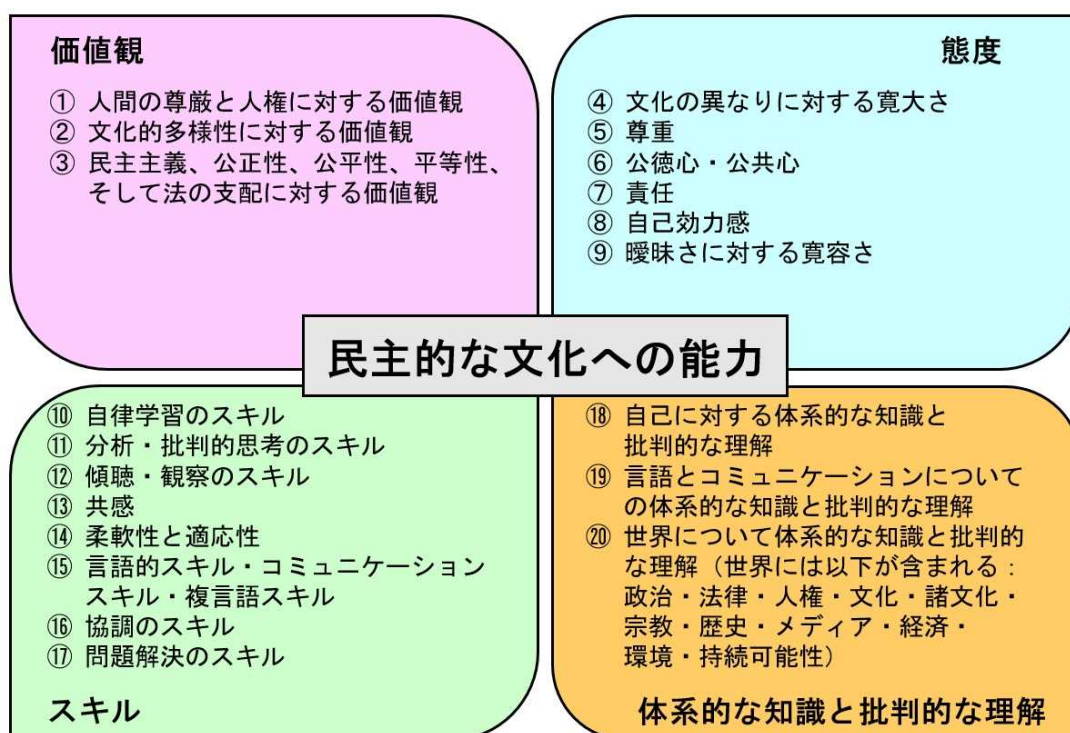 価値観
① 人間の尊厳と人権に対する価値観
② 文化的多様性に対する価値観
③ 民主主義、公正性、公平性、平等性、
そして法の支配に対する価値観
態度
④ 文化の異なりに対する寛大さ
⑤ 尊重
⑥ 公徳心・公共心
⑦ 責任
⑧ 自己効力感
⑨ 曖昧さに対する寛容さ
民主的な文化への能力
⑩ 自律学習のスキル
⑪ 分析・批判的思考のスキル
⑫ 傾聴・観察のスキル
⑬ 共感
⑭ 柔軟性と適応性
⑮ 言語的スキル・コミュニケーション
スキル・複言語スキル
⑯ 協調のスキル
⑰ 問題解決のスキル
スキル
⑱ 自己に対する体系的な知識と
批判的な理解
⑲ 言語とコミュニケーションについて
の体系的な知識と批判的な理解
⑳ 世界について体系的な知識と批判的
な理解（世界には以下が含まれる：
政治・法律・人権・文化・諸文化・
宗教・歴史・メディア・経済・
環境・持続可能性）
体系的な知識と批判的な理解